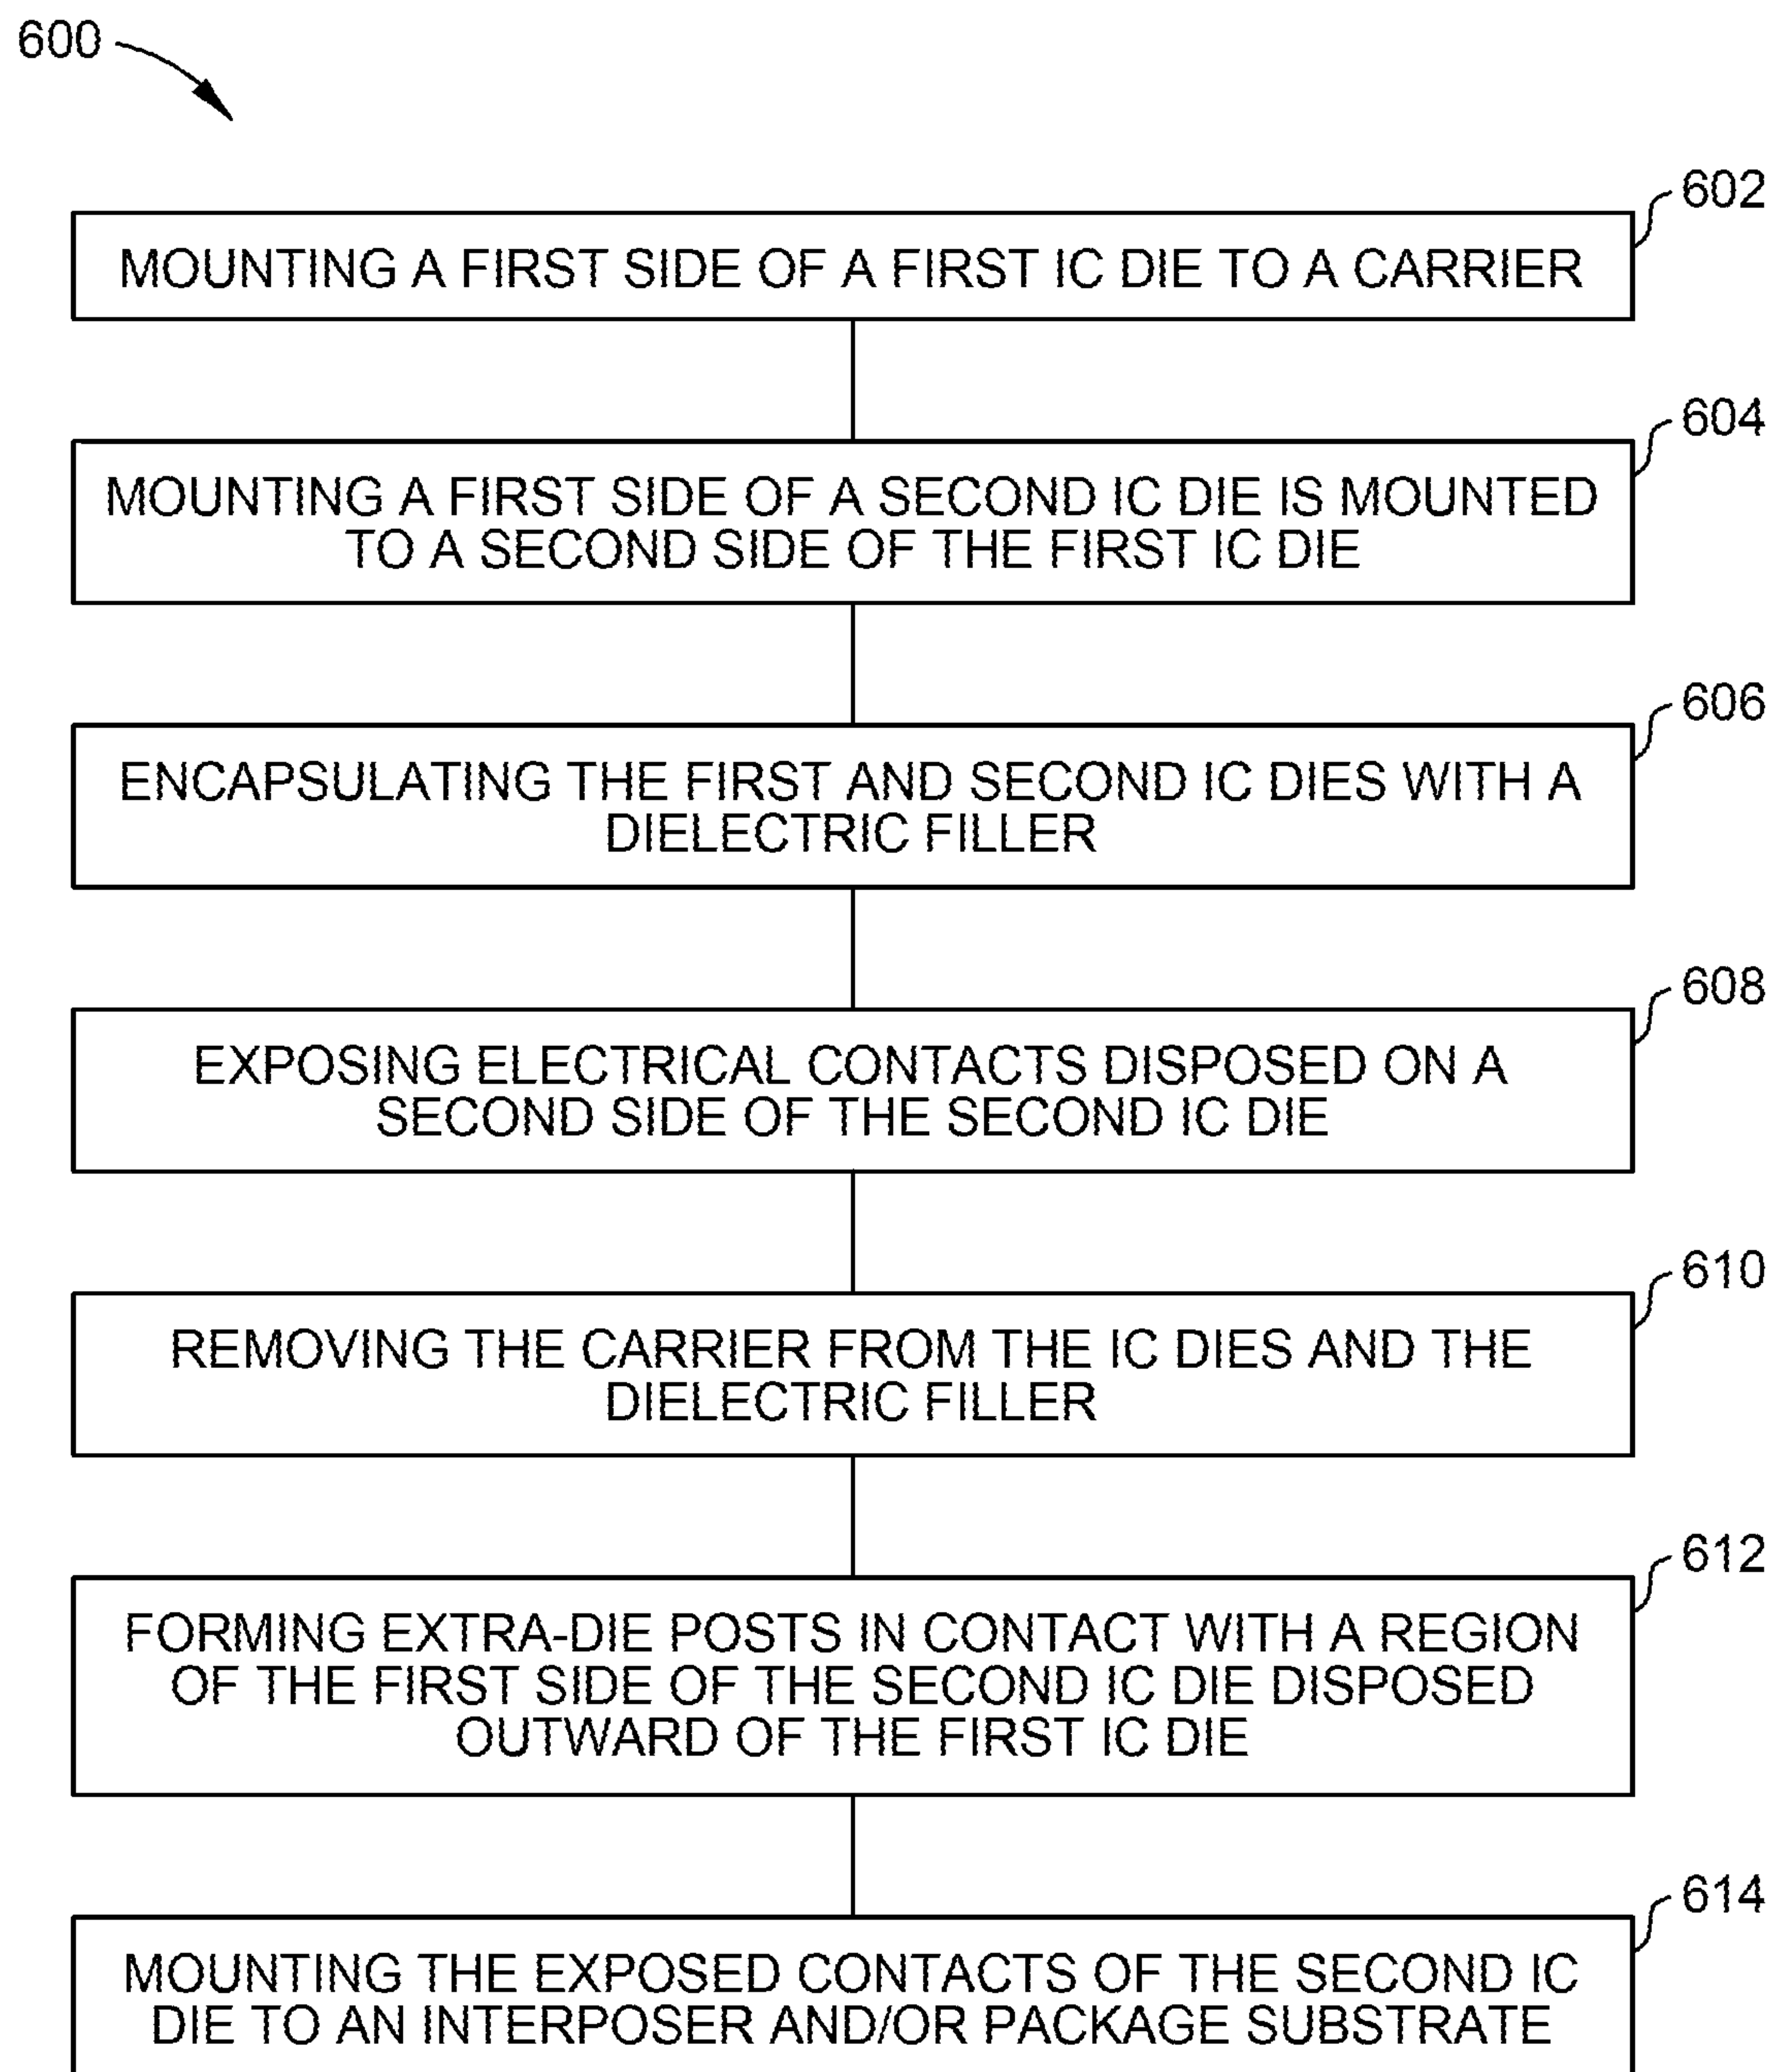 600
602
MOUNTING A FIRST SIDE OF A FIRST IC DIE TO A CARRIER
604
MOUNTING A FIRST SIDE OF A SECOND IC DIE IS MOUNTED
TO A SECOND SIDE OF THE FIRST IC DIE
606
ENCAPSULATING THE FIRST AND SECOND IC DIES WITH A
DIELECTRIC FILLER
608
EXPOSING ELECTRICAL CONTACTS DISPOSED ON A
SECOND SIDE OF THE SECOND IC DIE
610
REMOVING THE CARRIER FROM THE IC DIES AND THE
DIELECTRIC FILLER
612
FORMING EXTRA-DIE POSTS IN CONTACT WITH A REGION
OF THE FIRST SIDE OF THE SECOND IC DIE DISPOSED
OUTWARD OF THE FIRST IC DIE
614
MOUNTING THE EXPOSED CONTACTS OF THE SECOND IC
DIE TO AN INTERPOSER AND/OR PACKAGE SUBSTRATE